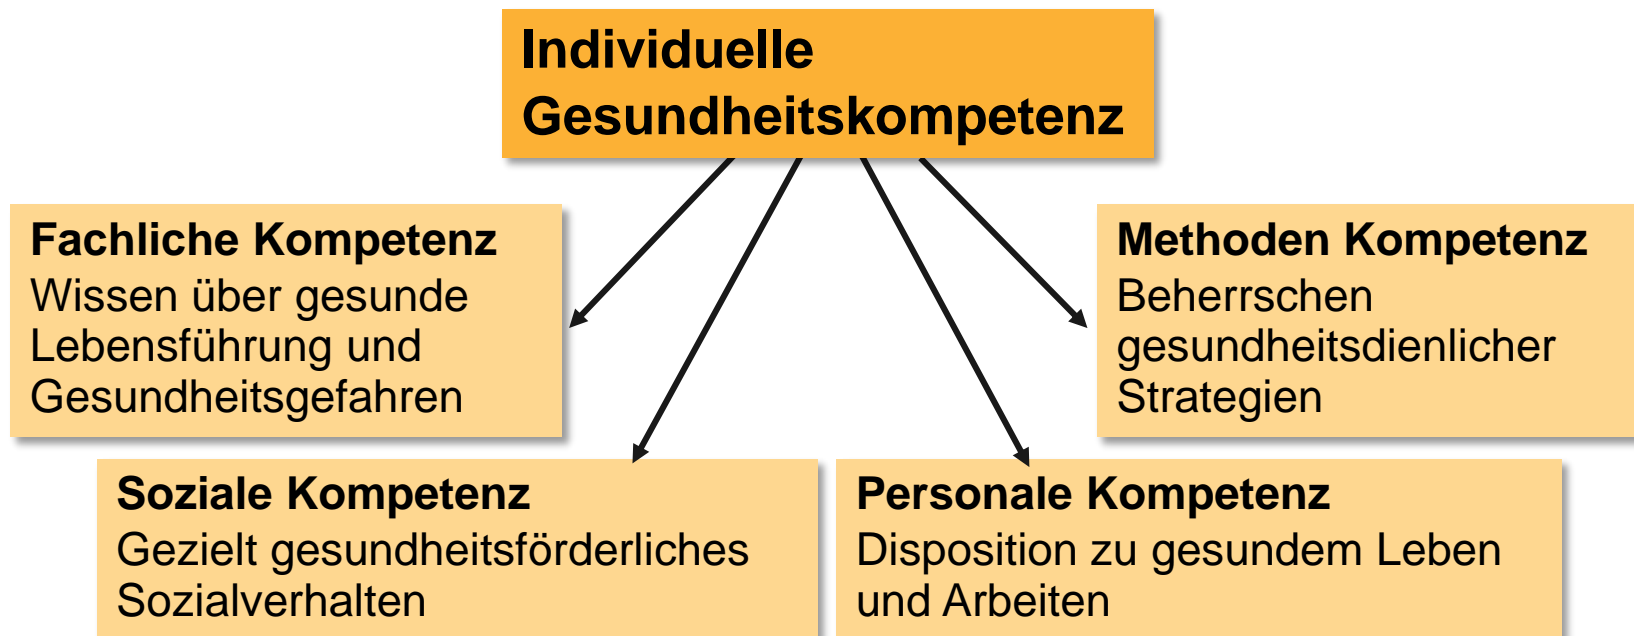 Individuelle
Gesundheitskompetenz
Fachliche Kompetenz
Wissen über gesunde
Lebensführung und
Gesundheitsgefahren
Methoden Kompetenz
Beherrschen
gesundheitsdienlicher
Strategien
Soziale Kompetenz
Gezielt gesundheitsförderliches
Sozialverhalten
Personale Kompetenz
Disposition zu gesundem Leben
und Arbeiten